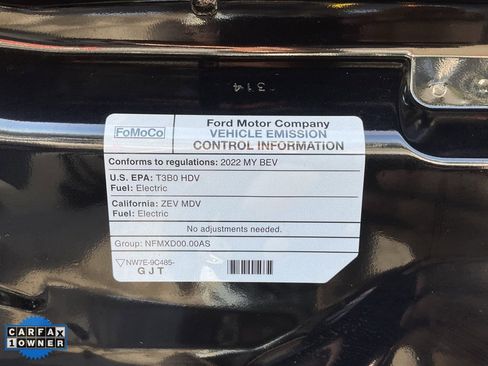 314
FoMoCo
Ford Motor Company
VEHICLE EMISSION
CONTROL INFORMATION
Conforms to regulations: 2022 MY BEV
U.S. EPA: T3B0 HDV
Fuel: Electric
California: ZEV MDV
Fuel: Electric
No adjustments needed.
Group: NFMXD00.00AS
NW7E-9C485-
GJT
CARFAX
1 OWNER